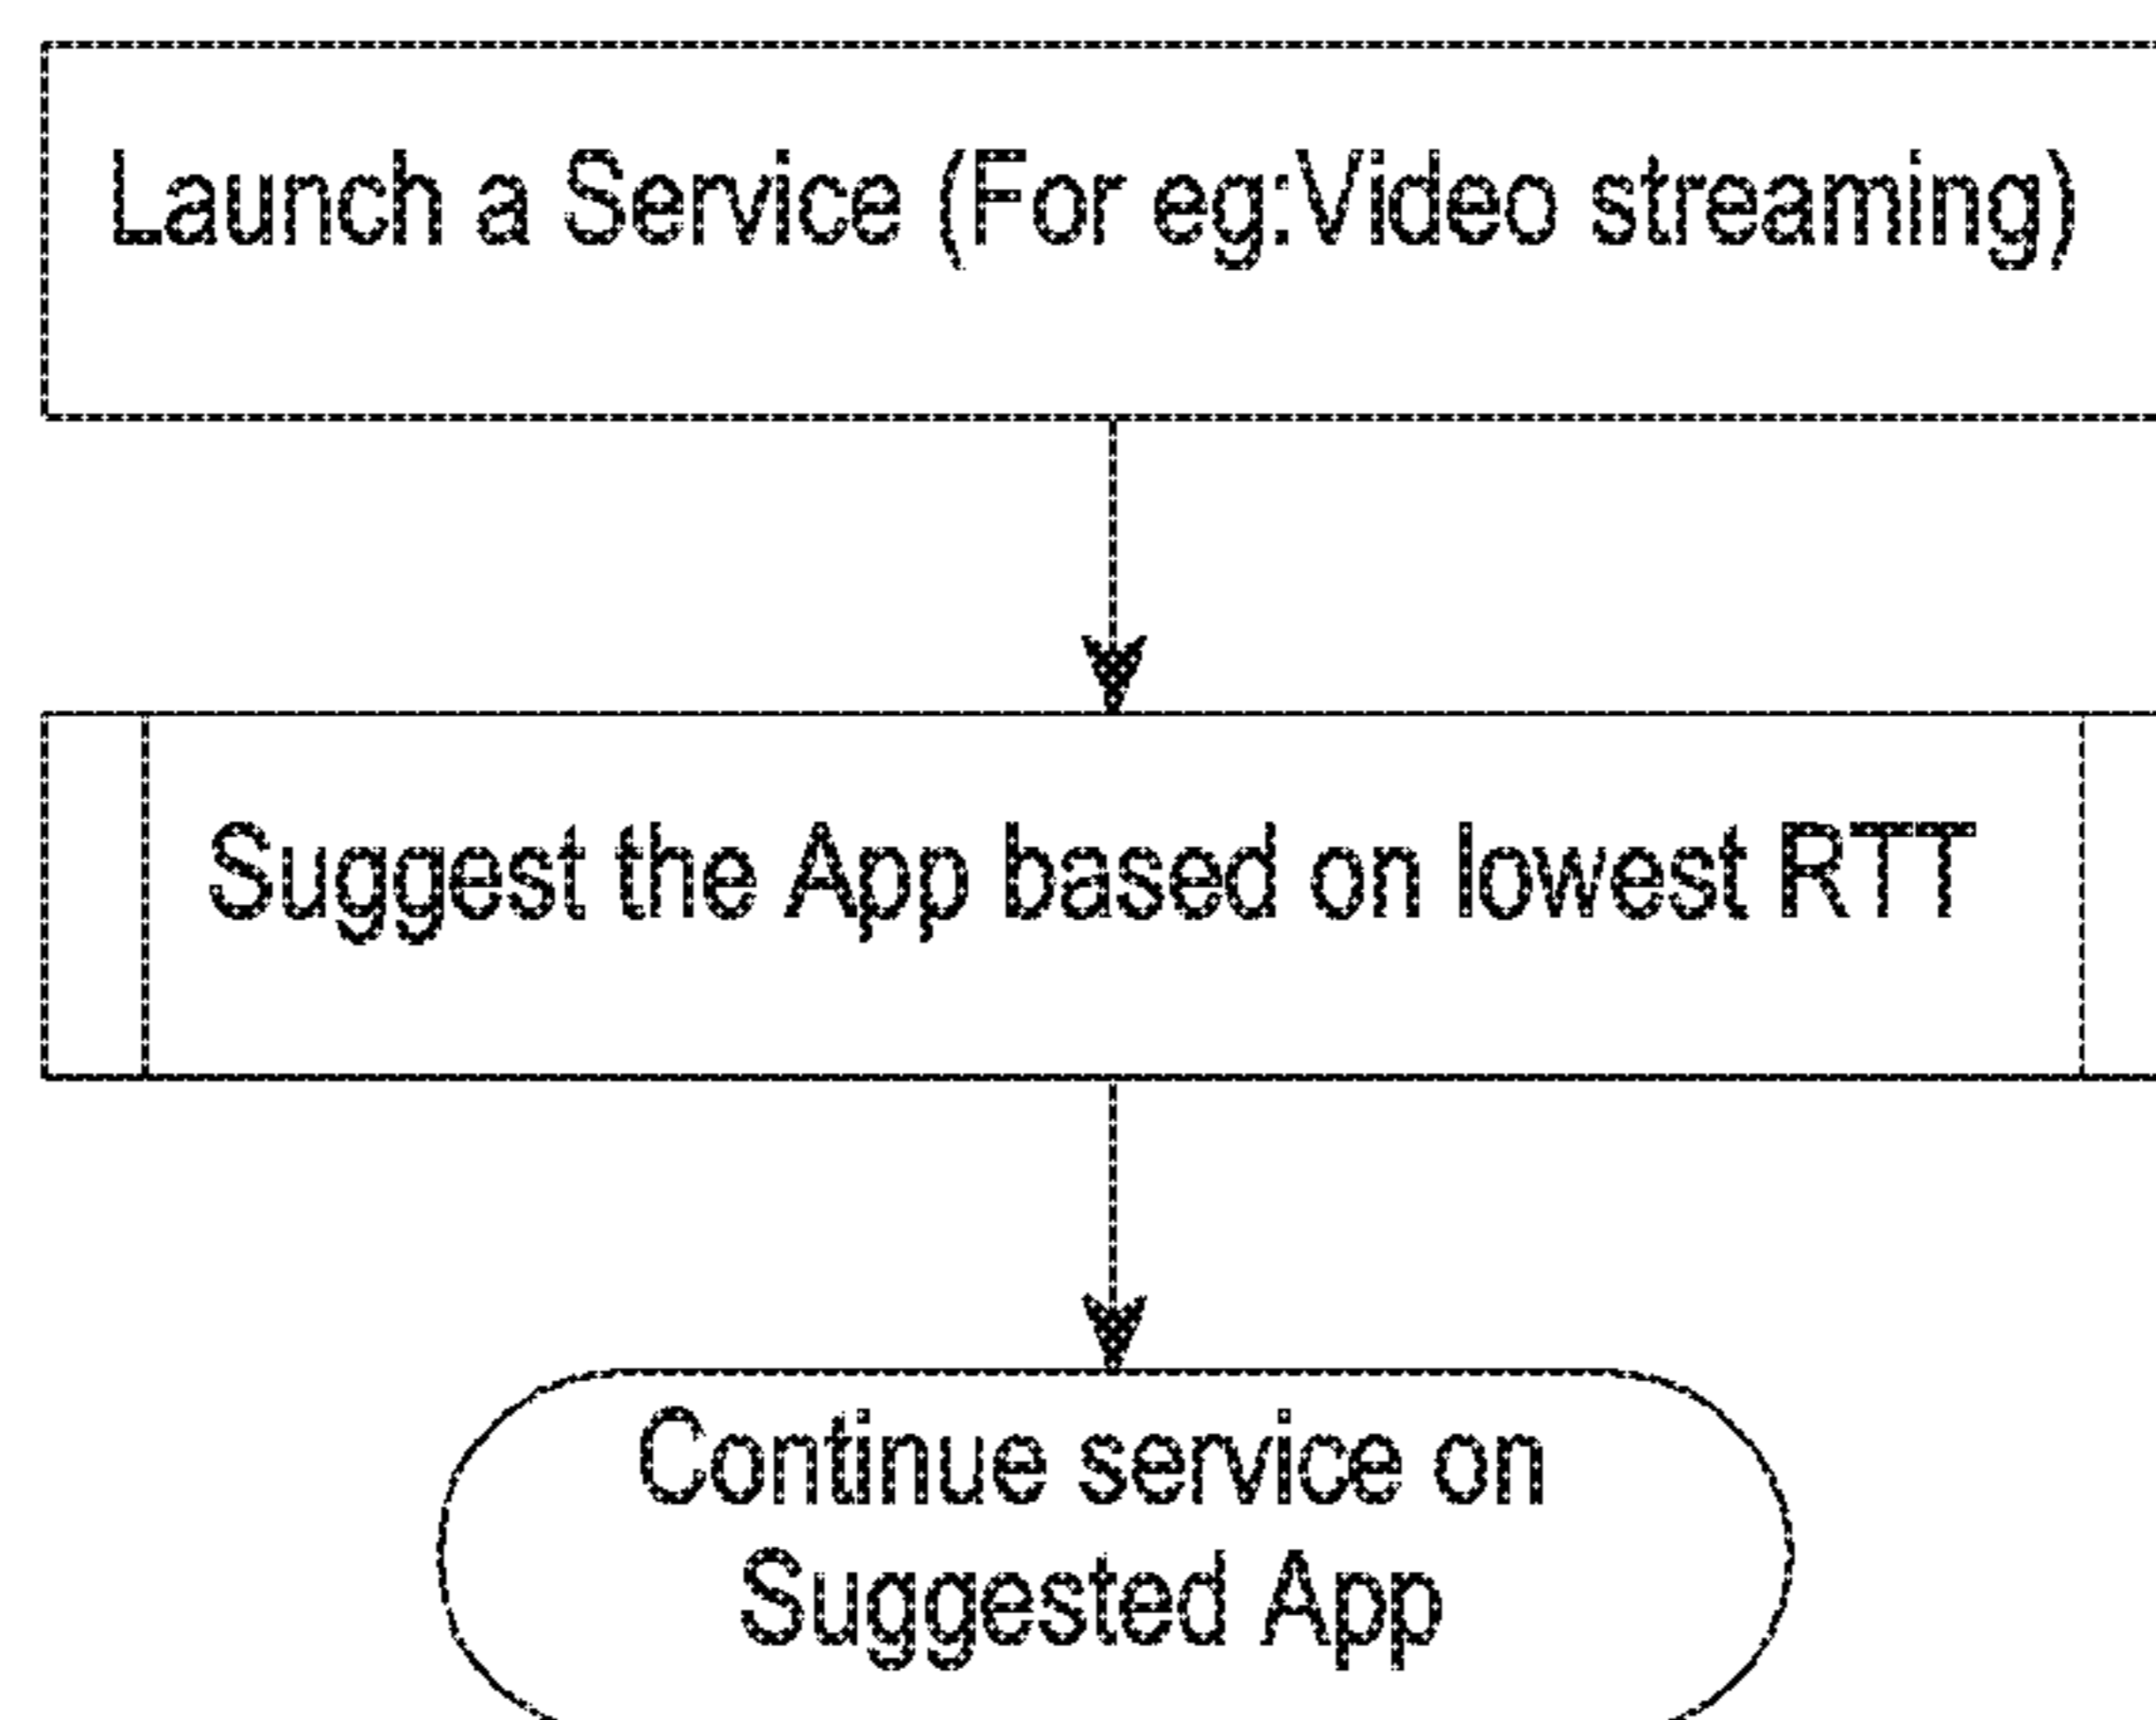 Launch a Service (For eg:Video streaming)
Suggest the App based on lowest RTT
Continue service on
Suggested App